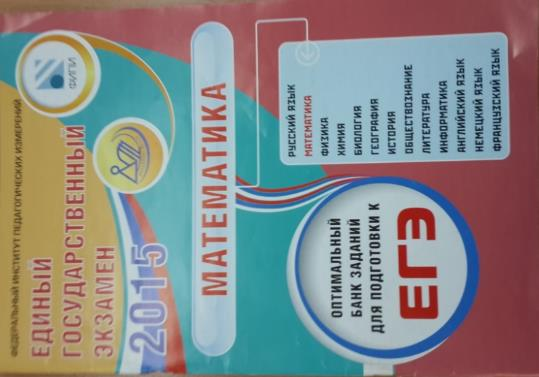 ФЕДЕРАЛЬНЫЙ ИНСТИТУТ ПЕДАГОГИЧЕСКИХ ИЗМЕРЕНИЙ
ЕДИНЫЙ
ГОСУДАРСТВЕННЫЙ
ЭКЗАМЕН
2015
ФИПИ
МАТЕМАТИКА
РУССКИЙ ЯЗЫК
МАТЕМАТИКА
ФИЗИКА
ХИМИЯ
БИОЛОГИЯ
ГЕОГРАФИЯ
ИСТОРИЯ
ОБЩЕСТВОЗНАНИЕ
ЛИТЕРАТУРА
ИНФОРМАТИКА
АНГЛИЙСКИЙ ЯЗЫК
НЕМЕЦКИЙ ЯЗЫК
ФРАНЦУЗСКИЙ ЯЗЫК
ОПТИМАЛЬНЫЙ
БАНК ЗАДАНИЙ
ДЛЯ ПОДГОТОВКИ К
ЕГЭ